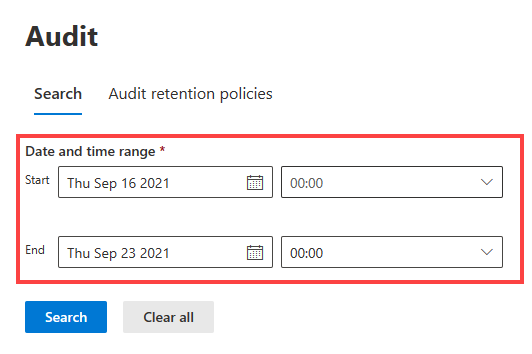 Audit
Search Audit retention policies
Date and time range *
Start Thu Sep 16 2021 00:00
End Thu Sep 23 2021 00:00
Search Clear all